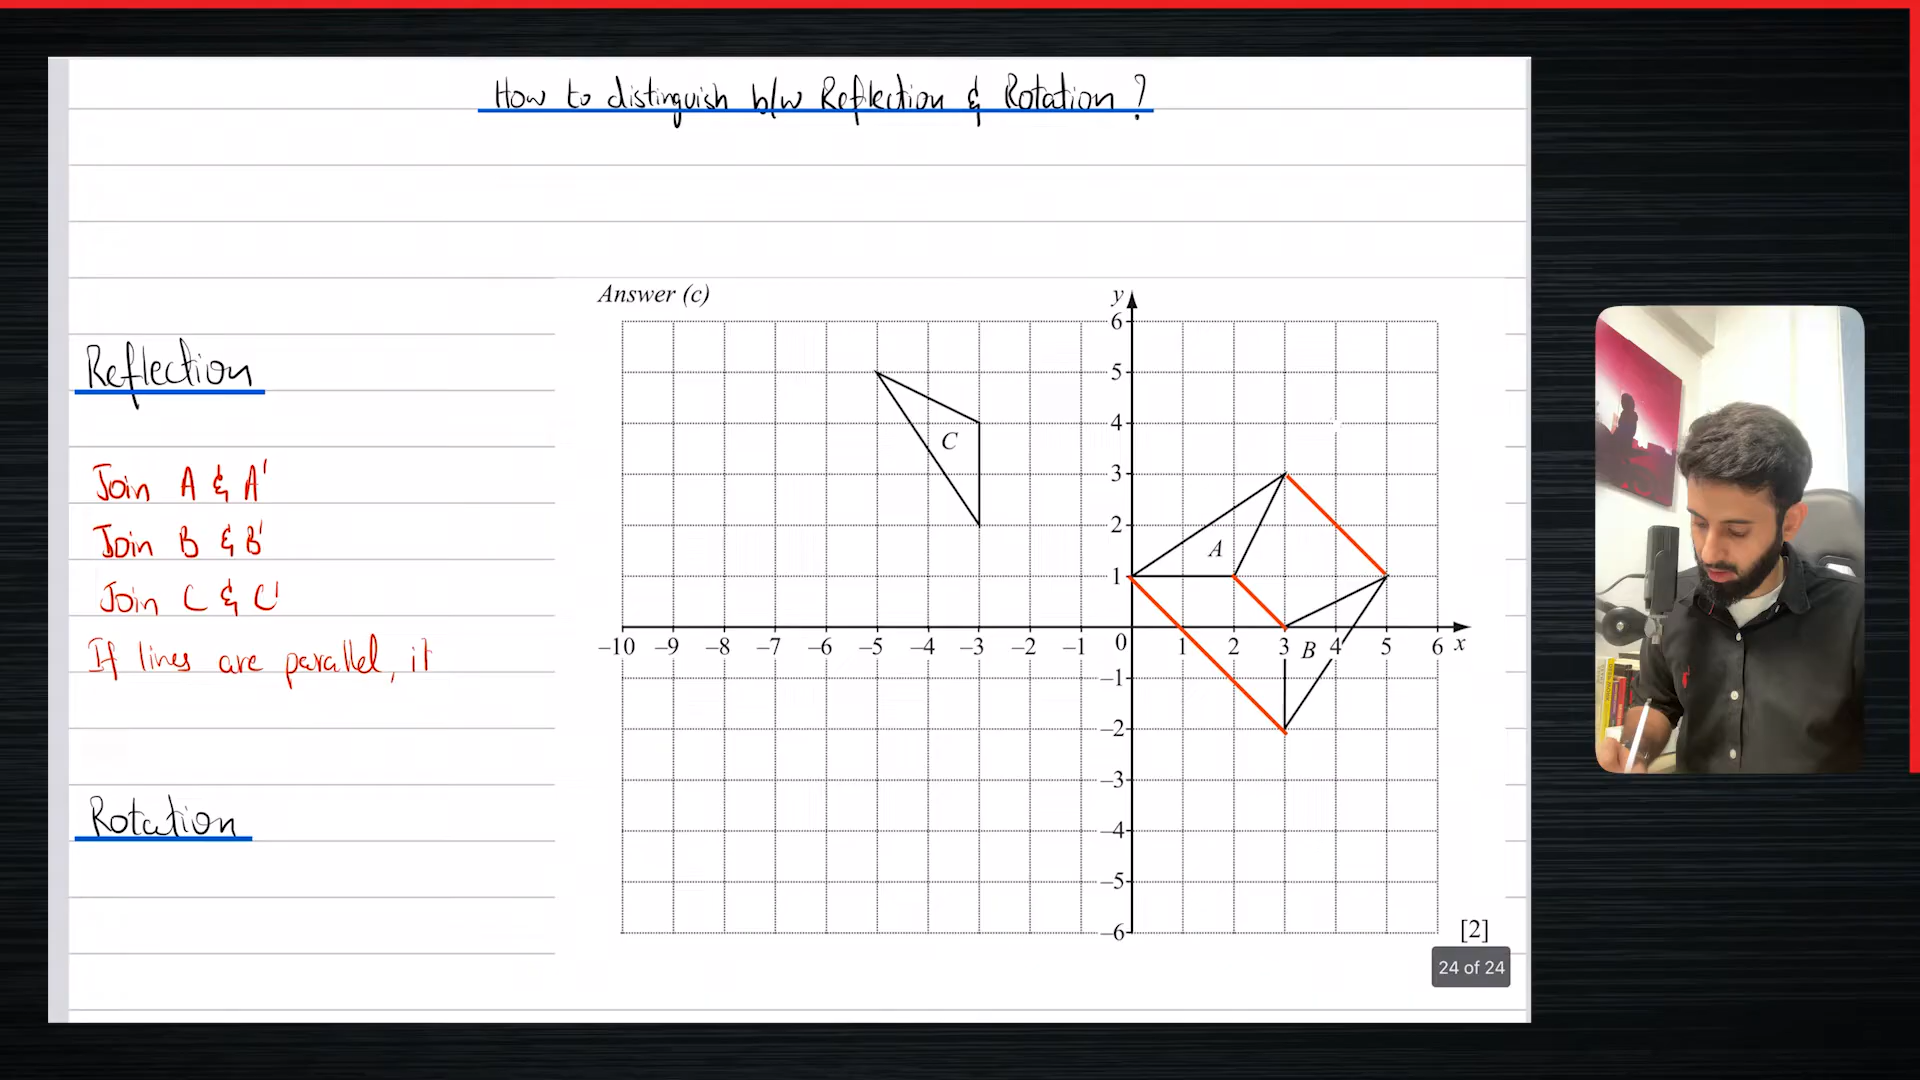 How to distinguish b/w Reflection & Rotation ?
Answer (c)
Reflection
Join A & A'
Join B & B'
Join C & C'
If lines are parallel, it
Rotation
y
6
5
4
3
2
1
0
–1
–2
–3
–4
–5
–6
–10 –9 –8 –7 –6 –5 –4 –3 –2 –1 0 1 2 3 4 5 6 x
C
A
B
[2]
24 of 24